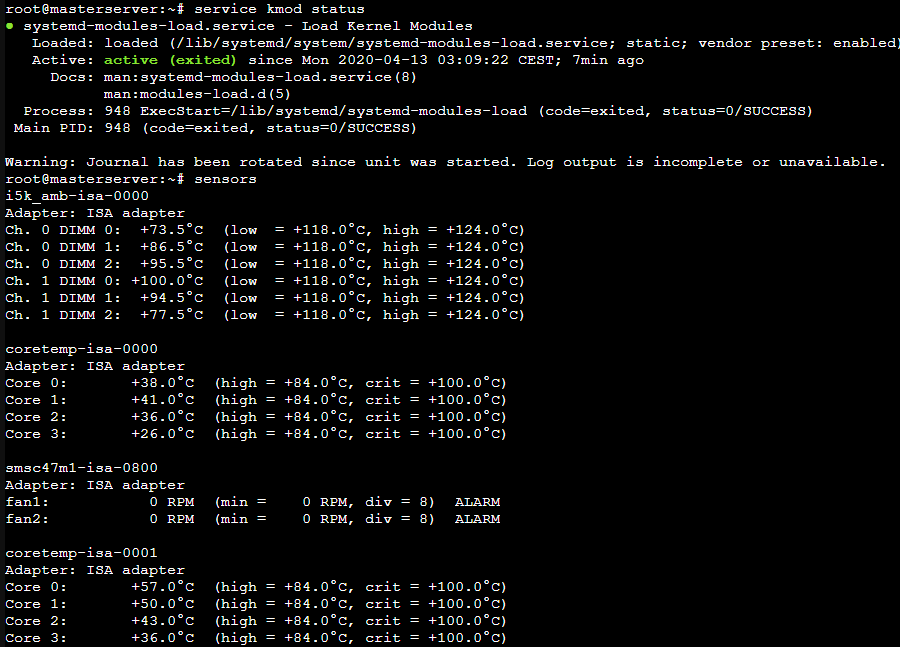 root@masterserver:~# service kmod status
● systemd-modules-load.service - Load Kernel Modules
   Loaded: loaded (/lib/systemd/system/systemd-modules-load.service; static; vendor preset: enabled)
   Active: active (exited) since Mon 2020-04-13 03:09:22 CEST; 7min ago
     Docs: man:systemd-modules-load.service(8)
           man:modules-load.d(5)
  Process: 948 ExecStart=/lib/systemd/systemd-modules-load (code=exited, status=0/SUCCESS)
 Main PID: 948 (code=exited, status=0/SUCCESS)

Warning: Journal has been rotated since unit was started. Log output is incomplete or unavailable.
root@masterserver:~# sensors
i5k_amb-isa-0000
Adapter: ISA adapter
Ch. 0 DIMM 0:  +73.5°C  (low  = +118.0°C, high = +124.0°C)
Ch. 0 DIMM 1:  +86.5°C  (low  = +118.0°C, high = +124.0°C)
Ch. 0 DIMM 2:  +95.5°C  (low  = +118.0°C, high = +124.0°C)
Ch. 1 DIMM 0: +100.0°C  (low  = +118.0°C, high = +124.0°C)
Ch. 1 DIMM 1:  +94.5°C  (low  = +118.0°C, high = +124.0°C)
Ch. 1 DIMM 2:  +77.5°C  (low  = +118.0°C, high = +124.0°C)

coretemp-isa-0000
Adapter: ISA adapter
Core 0:       +38.0°C  (high = +84.0°C, crit = +100.0°C)
Core 1:       +41.0°C  (high = +84.0°C, crit = +100.0°C)
Core 2:       +36.0°C  (high = +84.0°C, crit = +100.0°C)
Core 3:       +26.0°C  (high = +84.0°C, crit = +100.0°C)

smsc47m1-isa-0800
Adapter: ISA adapter
fan1:           0 RPM  (min =    0 RPM, div = 8)  ALARM
fan2:           0 RPM  (min =    0 RPM, div = 8)  ALARM

coretemp-isa-0001
Adapter: ISA adapter
Core 0:       +57.0°C  (high = +84.0°C, crit = +100.0°C)
Core 1:       +50.0°C  (high = +84.0°C, crit = +100.0°C)
Core 2:       +43.0°C  (high = +84.0°C, crit = +100.0°C)
Core 3:       +36.0°C  (high = +84.0°C, crit = +100.0°C)